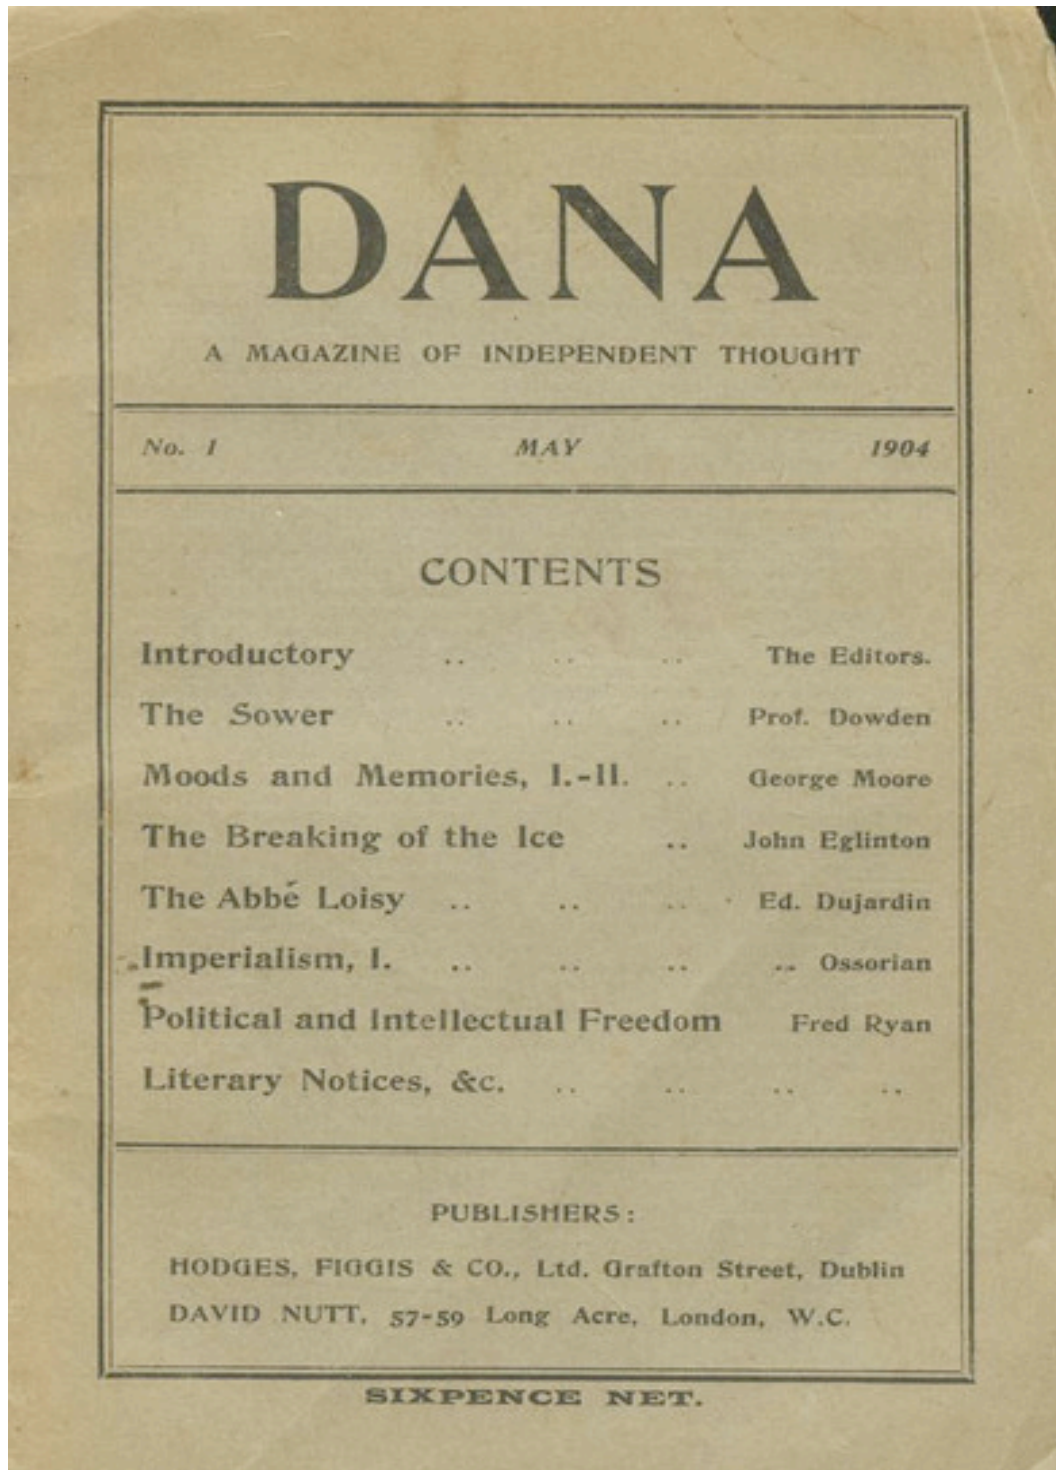 DANA
A MAGAZINE OF INDEPENDENT THOUGHT
No. 1 MAY 1904
CONTENTS
Introductory .. .. .. The Editors.
The Sower .. .. .. Prof. Dowden
Moods and Memories, I.-II. .. George Moore
The Breaking of the Ice .. John Eglinton
The Abbé Loisy .. .. .. Ed. Dujardin
Imperialism, I. .. .. .. .. Ossorian
Political and Intellectual Freedom Fred Ryan
Literary Notices, &c. .. .. .. ..
PUBLISHERS:
HODGES, FIGGIS & CO., Ltd. Grafton Street, Dublin
DAVID NUTT, 57-59 Long Acre, London, W.C.
SIXPENCE NET.